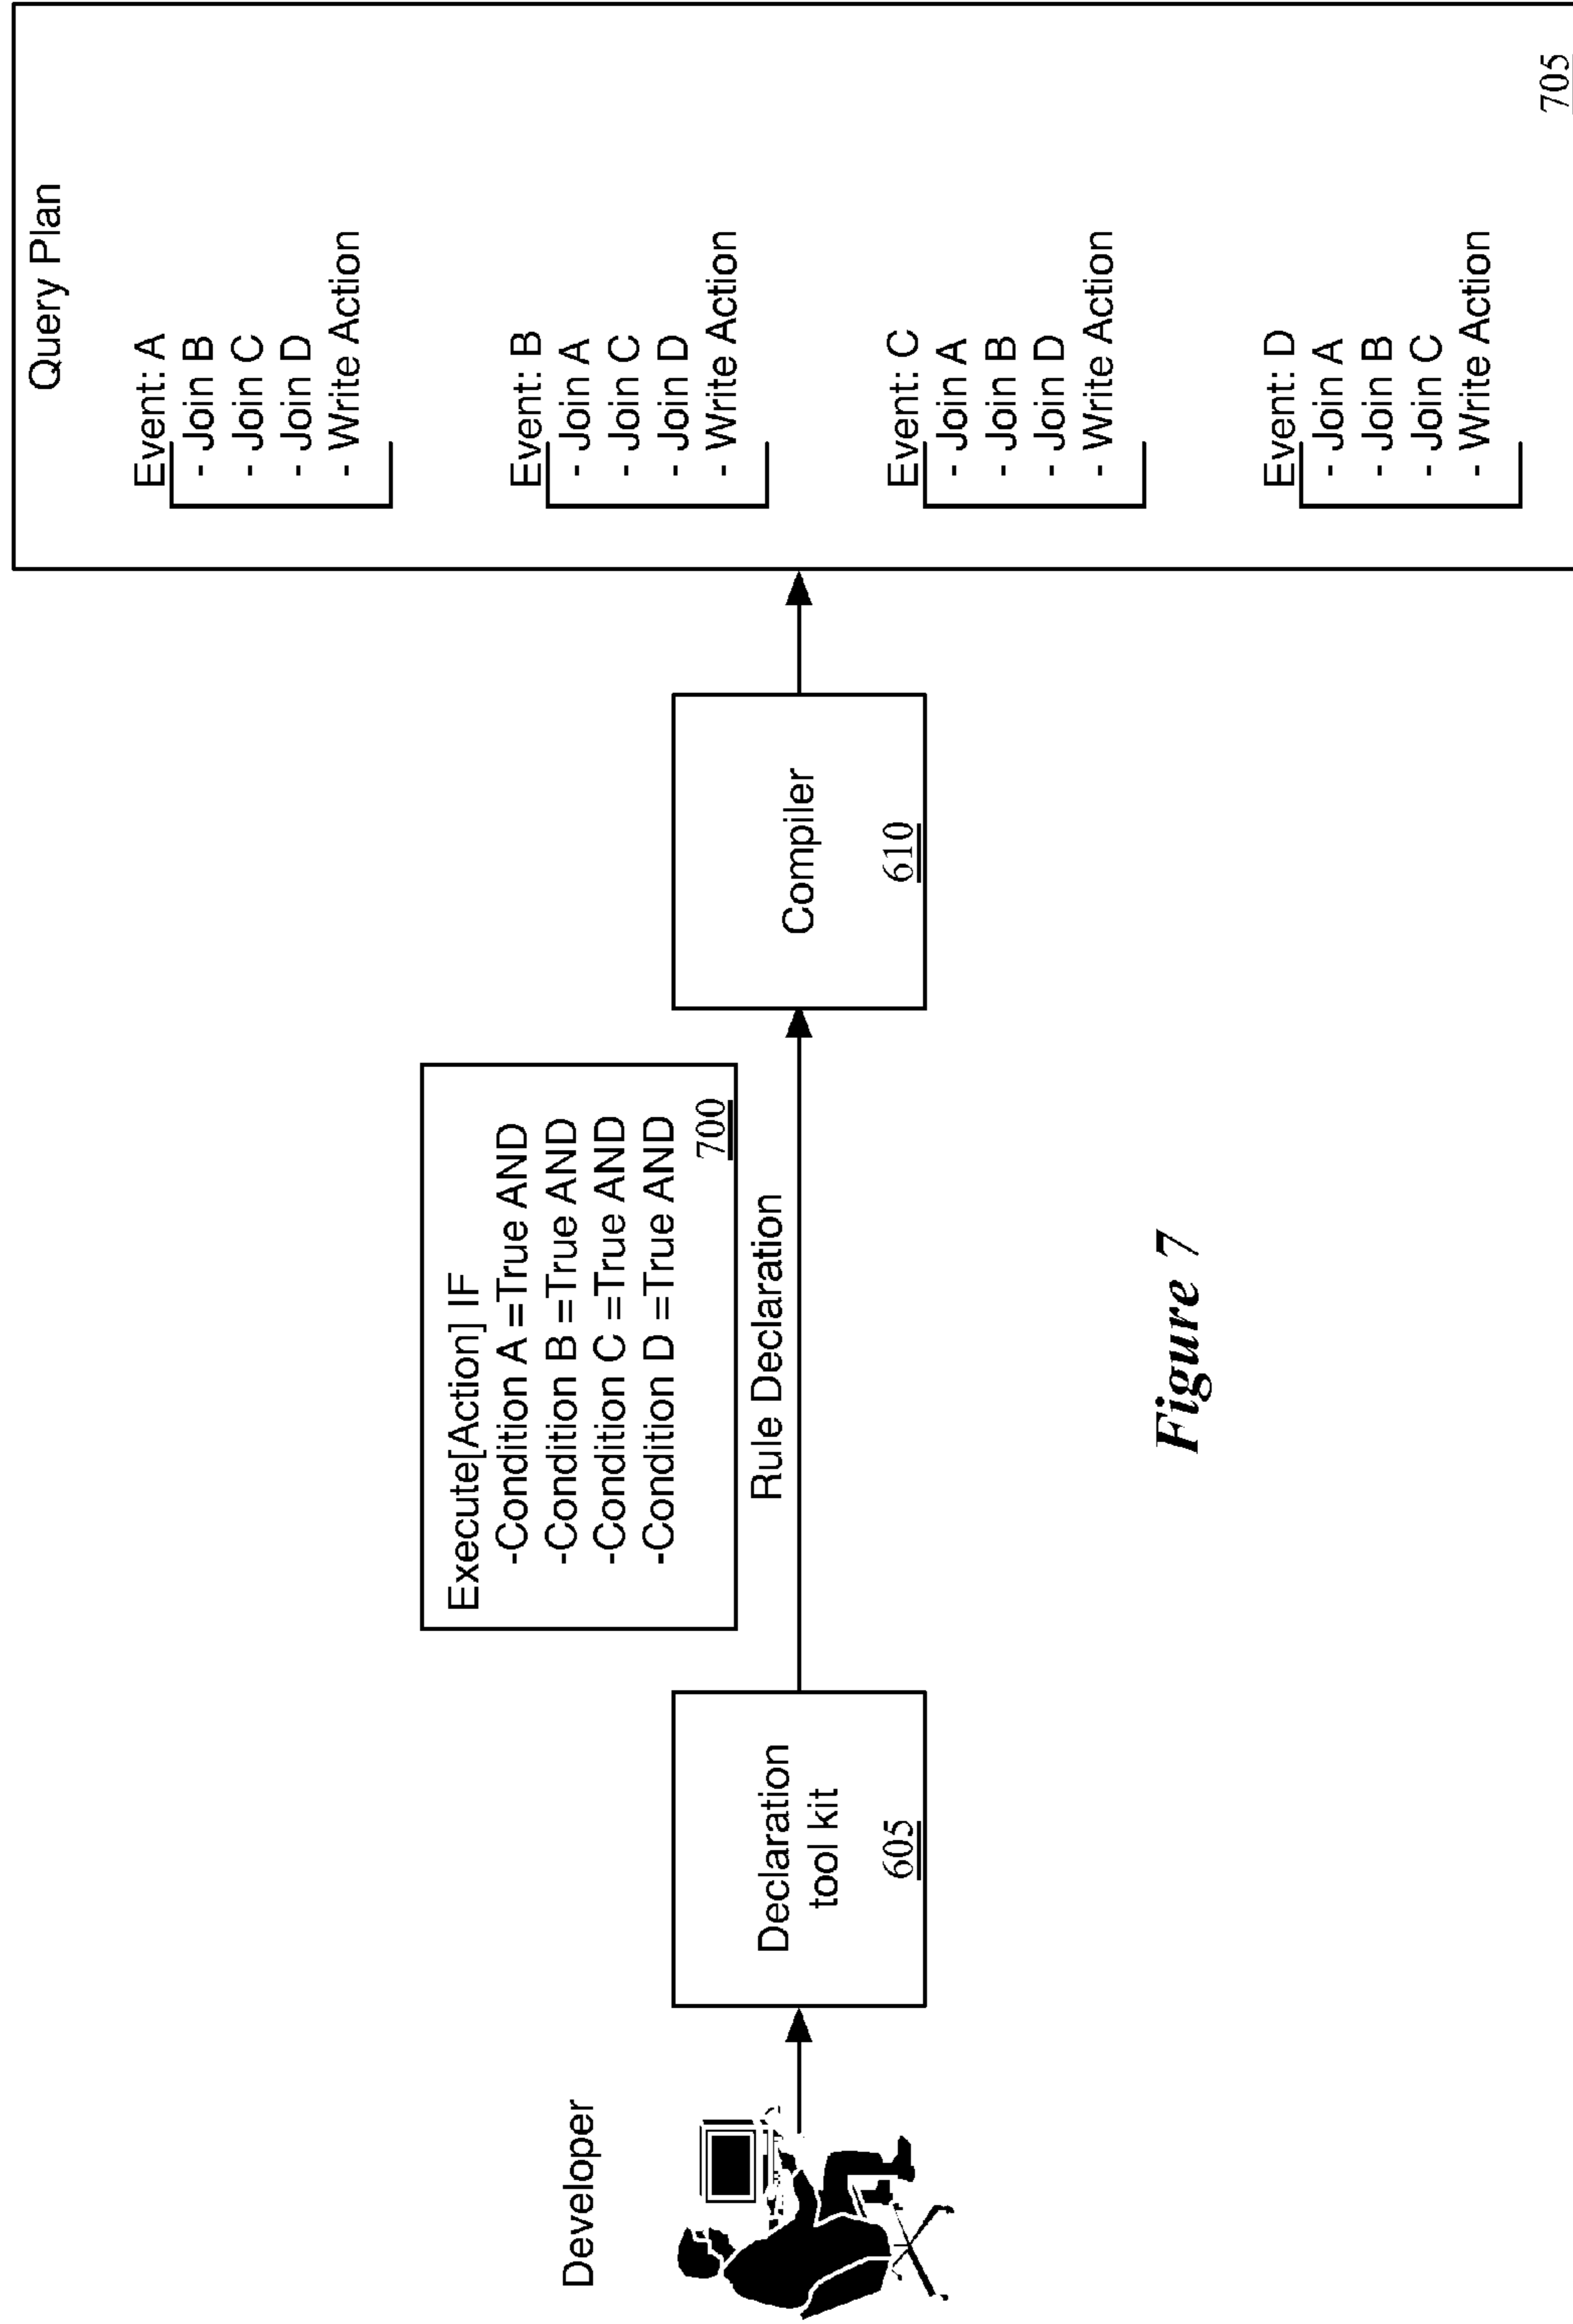 Developer
Declaration
tool kit
605
Execute[Action] IF
-Condition A =True AND
-Condition B =True AND
-Condition C =True AND
-Condition D =True AND
700
Rule Declaration
Compiler
610
Query Plan
Event: A
- Join B
- Join C
- Join D
- Write Action
Event: B
- Join A
- Join C
- Join D
- Write Action
Event: C
- Join A
- Join B
- Join D
- Write Action
Event: D
- Join A
- Join B
- Join C
- Write Action
705
Figure 7